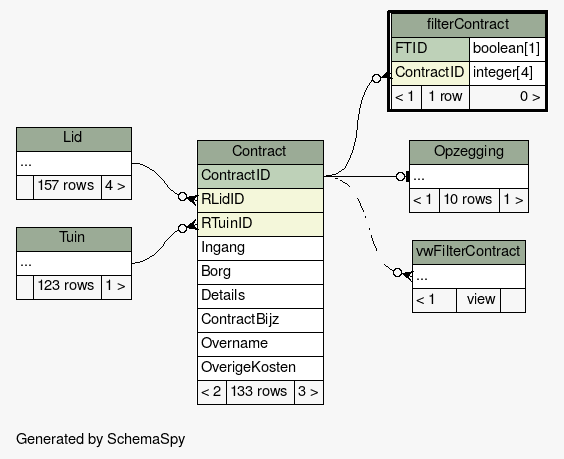 filterContract
FTID boolean[1]
ContractID integer[4]
< 1 1 row 0 >
Lid
...
157 rows 4 >
Tuin
...
123 rows 1 >
Contract
ContractID
RLidID
RTuinID
Ingang
Borg
Details
ContractBijz
Overname
OverigeKosten
< 2 133 rows 3 >
Opzegging
...
< 1 10 rows 1 >
vwFilterContract
...
< 1 view
Generated by SchemaSpy